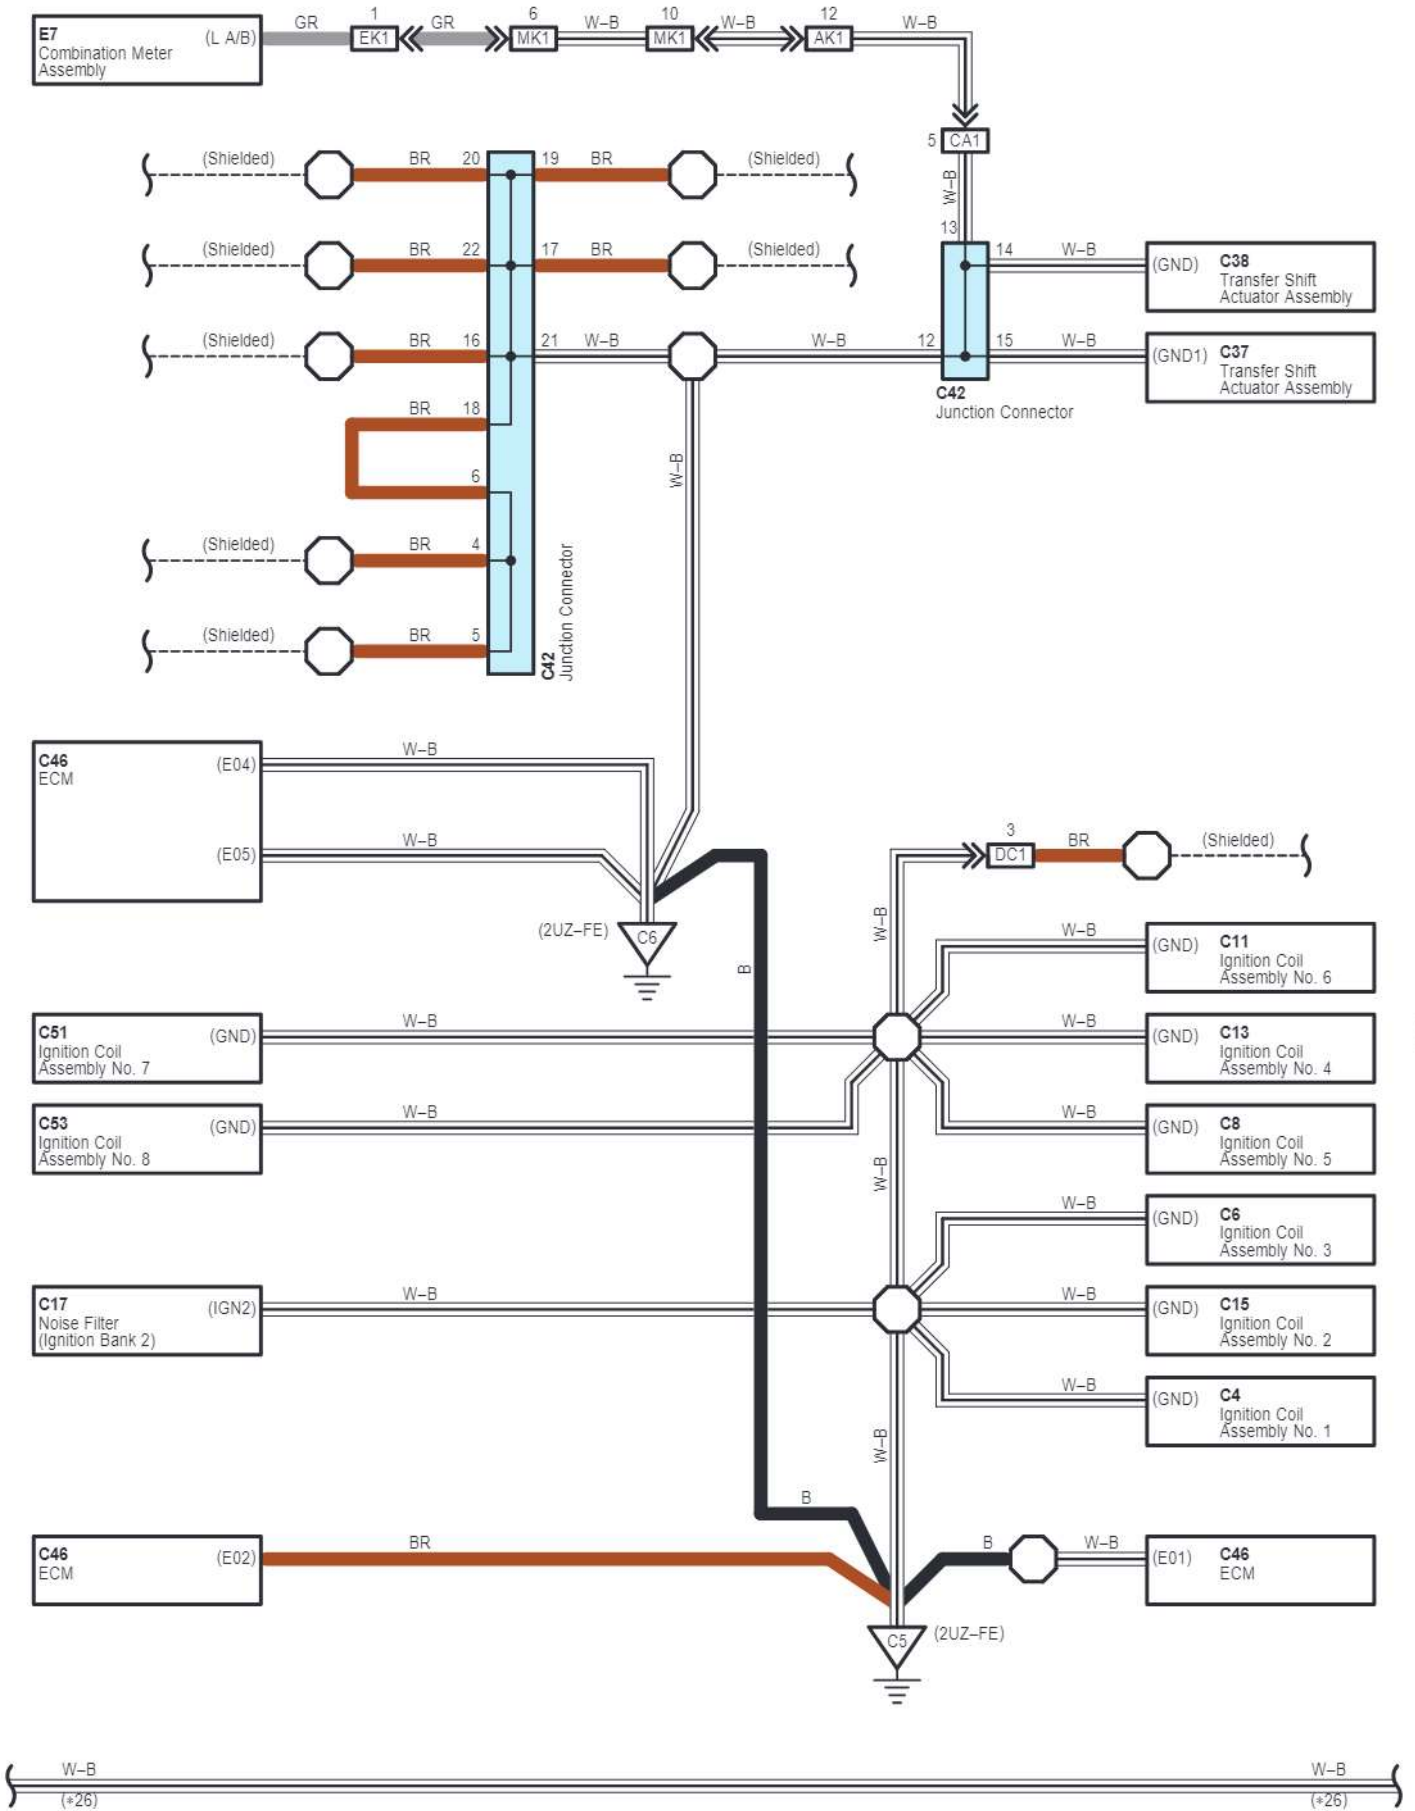 GR 1 GR 6 W–B 10 W–B 12 W–B
E7 (L A/B) EK1 MK1 MK1 AK1
Combination Meter
Assembly
5 CA1
W–B
(Shielded) BR 20 19 BR (Shielded)
13
(Shielded) BR 22 17 BR (Shielded) 14 W–B
(GND) C38
Transfer Shift
Actuator Assembly
(Shielded) BR 16 21 W–B W–B 12 15 W–B
(GND1) C37
Transfer Shift
Actuator Assembly
C42
Junction Connector
BR 18
W–B
6
(Shielded) BR 4
C42
Junction Connector
(Shielded) BR 5
W–B
C46 (E04)
ECM
W–B
(E05)
3
DC1 BR (Shielded)
W–B
(2UZ–FE) C6
B
W–B
(GND) C11
Ignition Coil
Assembly No. 6
W–B
C51 (GND)
Ignition Coil
Assembly No. 7
W–B
(GND) C13
Ignition Coil
Assembly No. 4
W–B
C53 (GND)
Ignition Coil
Assembly No. 8
W–B
(GND) C8
Ignition Coil
Assembly No. 5
W–B
W–B
(GND) C6
Ignition Coil
Assembly No. 3
W–B
C17 (IGN2)
Noise Filter
(Ignition Bank 2)
W–B
(GND) C15
Ignition Coil
Assembly No. 2
W–B
(GND) C4
Ignition Coil
Assembly No. 1
W–B
B
BR
C46 (E02)
ECM
B W–B
(E01) C46
ECM
C5 (2UZ–FE)
W–B W–B
(*26) (*26)